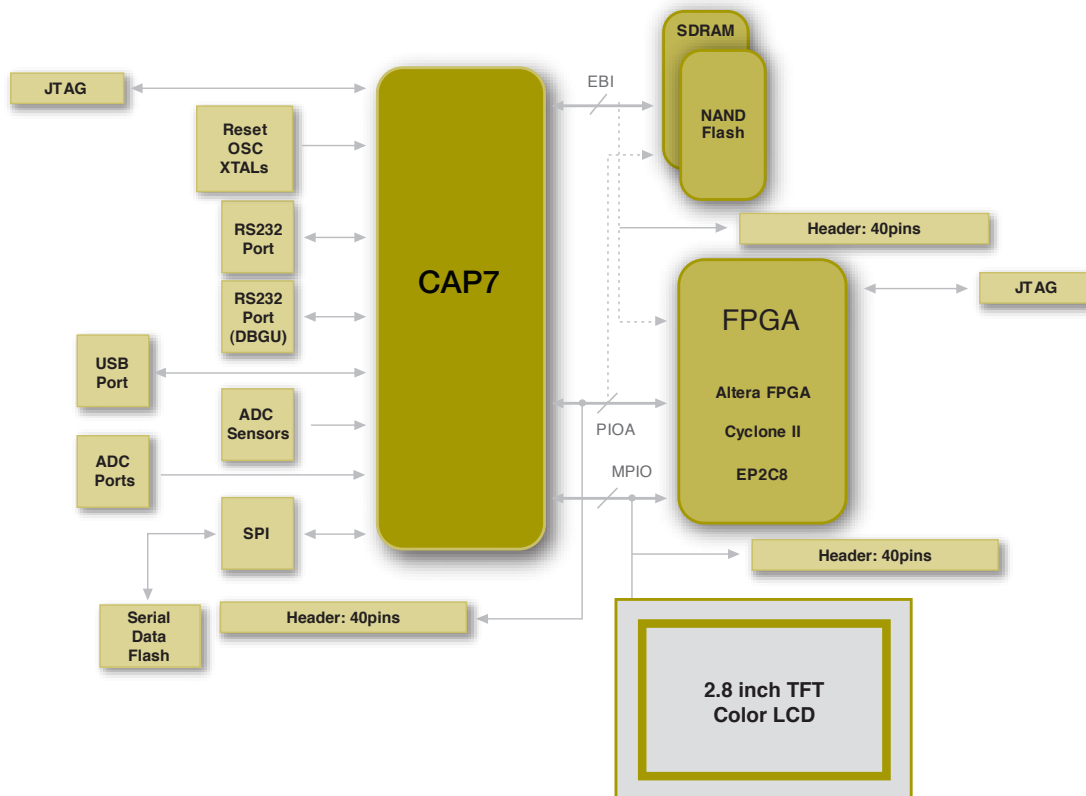 SDRAM
EBI
JTAG
NAND
Flash
Reset
OSC
XTALs
RS232
Port
Header: 40pins
CAP7
JTAG
RS232
Port
(DBGU)
FPGA
USB
Port
Altera FPGA
ADC
Sensors
PIOA
Cyclone II
ADC
Ports
MPIO
EP2C8
SPI
Header: 40pins
Serial
Data
Flash
Header: 40pins
2.8 inch TFT
Color LCD